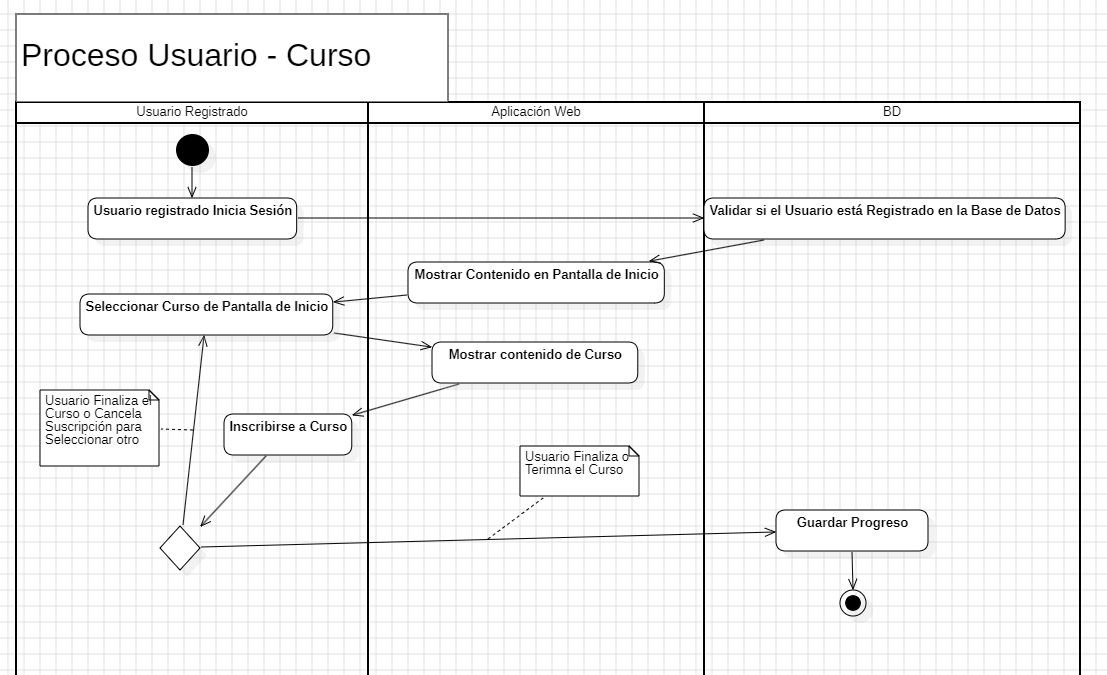 Proceso Usuario - Curso
Usuario Registrado
Aplicación Web
BD
Usuario registrado Inicia Sesión
Validar si el Usuario está Registrado en la Base de Datos
Mostrar Contenido en Pantalla de Inicio
Seleccionar Curso de Pantalla de Inicio
Mostrar contenido de Curso
Usuario Finaliza el
Curso o Cancela
Suscripción para
Seleccionar otro
Inscribirse a Curso
Usuario Finaliza o
Terimna el Curso
Guardar Progreso